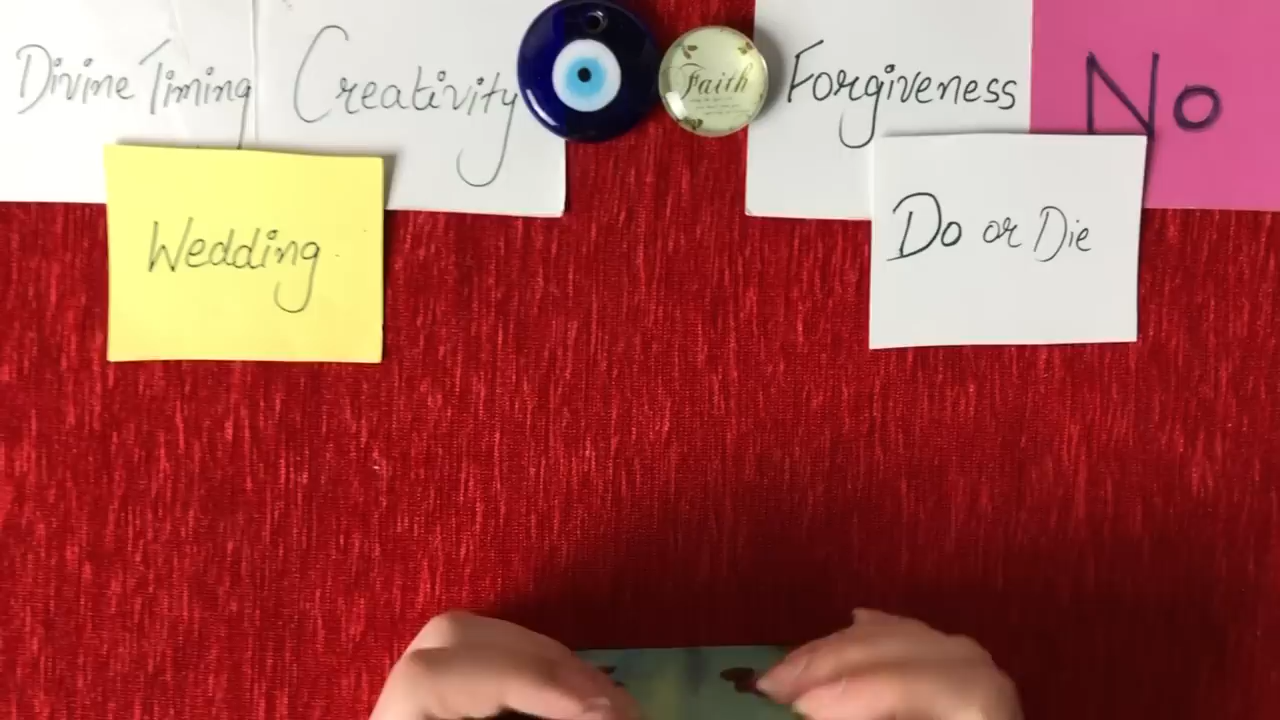 Divine Timing
Creativity
Faith
Forgiveness
No
Wedding
Do or Die